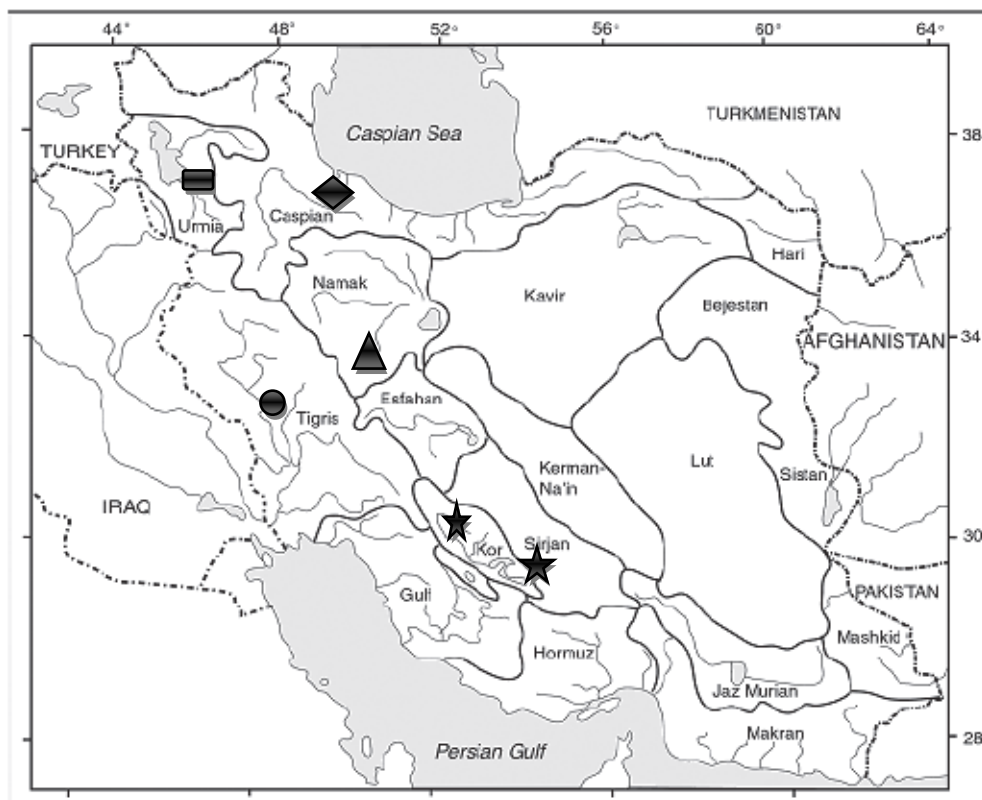 44° 48° 52° 56° 60° 64°
TURKMENISTAN
Caspian Sea
38
TURKEY
Urmia
Caspian
Hari
Namak
Kavir
Bejestan
34
AFGHANISTAN
Esfahan
Tigris
Lut
Kerman-
Na'in
Sistan
IRAQ
30
Kor
Sirjan
Gulf
PAKISTAN
Mashkid
Hormuz
Jaz Murian
Makran
28
Persian Gulf